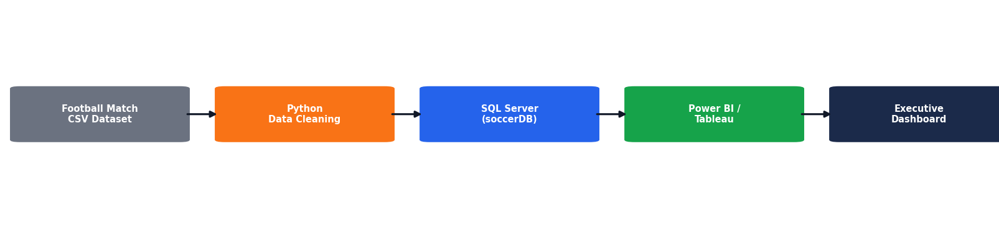 Football Match
CSV Dataset
Python
Data Cleaning
SQL Server
(soccerDB)
Power BI /
Tableau
Executive
Dashboard